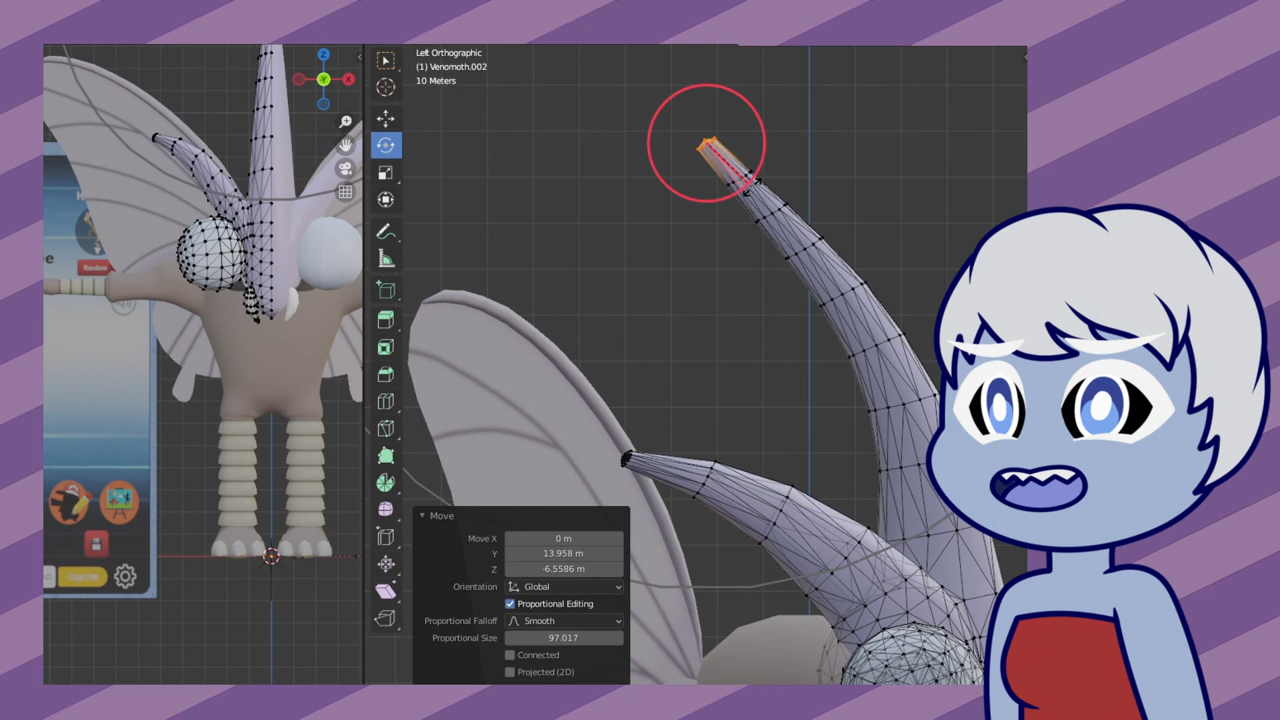 Left Orthographic
(1) Venomoth.002
10 Meters
Z
Y
X
Random
Move
Move X 0 m
Y 13.958 m
Z -6.5586 m
Orientation Global
Proportional Editing
Proportional Falloff Smooth
Proportional Size 97.017
Connected
Projected (2D)